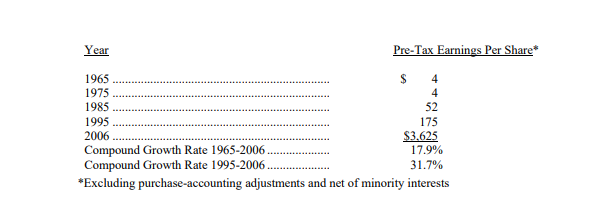 Year Pre-Tax Earnings Per Share*
1965 .................................................................. $ 4
1975 .................................................................. 4
1985 .................................................................. 52
1995 .................................................................. 175
2006 .................................................................. $3,625
Compound Growth Rate 1965-2006 ................... 17.9%
Compound Growth Rate 1995-2006 ................... 31.7%
*Excluding purchase-accounting adjustments and net of minority interests